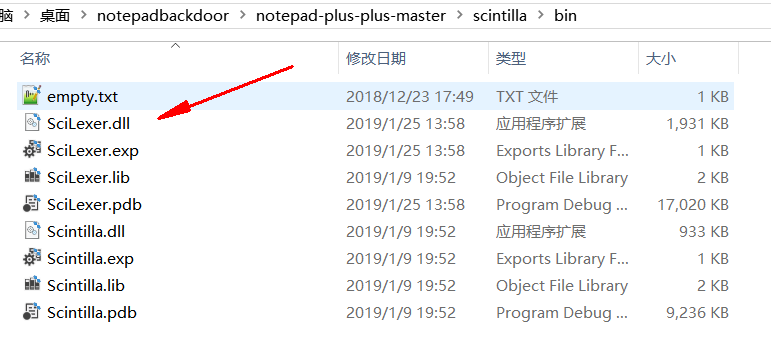 脑 > 桌面 > notepadbackdoor > notepad-plus-plus-master > scintilla > bin
名称 修改日期 类型 大小
empty.txt 2018/12/23 17:49 TXT 文件 1 KB
SciLexer.dll 2019/1/25 13:58 应用程序扩展 1,931 KB
SciLexer.exp 2019/1/25 13:58 Exports Library F... 1 KB
SciLexer.lib 2019/1/9 19:52 Object File Library 2 KB
SciLexer.pdb 2019/1/25 13:58 Program Debug ... 17,020 KB
Scintilla.dll 2019/1/9 19:52 应用程序扩展 933 KB
Scintilla.exp 2019/1/9 19:52 Exports Library F... 1 KB
Scintilla.lib 2019/1/9 19:52 Object File Library 2 KB
Scintilla.pdb 2019/1/9 19:52 Program Debug ... 9,236 KB